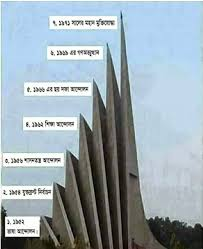 ৭. ১৯৭১ সালের মহান মুক্তিযোদ্ধা
৬. ১৯৬৯ এর গণঅভ্যুত্থান
৫. ১৯৬৬ এর ছয় দফা আন্দোলন
৪. ১৯৬২ শিক্ষা আন্দোলন
৩. ১৯৫৬ শাসনতন্ত্র আন্দোলন
২. ১৯৫৪ যুক্তফ্রন্ট নির্বাচন
১. ১৯৫২
ভাষা আন্দোলন